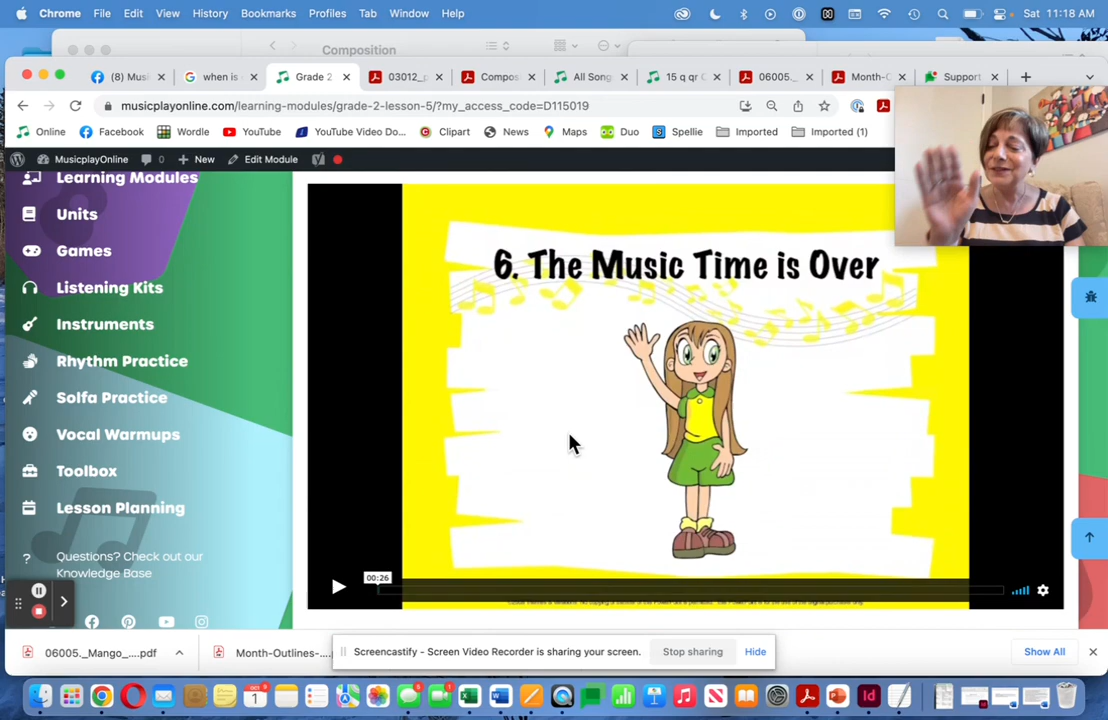 Chrome File Edit View History Bookmarks Profiles Tab Window Help
Sat 11:18 AM
Composition
(8) Mus
when is
Grade 2
03012_
Compos
All Song
15 q qr
06005.
Month-C
Support
musicplayonline.com/learning-modules/grade-2-lesson-5/?my_access_code=D115019
Online Facebook Wordle YouTube YouTube Video Do... Clipart News Maps Duo Spellie Imported Imported (1)
MusicplayOnline New Edit Module
Learning Modules
Units
Games
Listening Kits
Instruments
Rhythm Practice
Solfa Practice
Vocal Warmups
Toolbox
Lesson Planning
Questions? Check out our
Knowledge Base
6. The Music Time is Over
00:26
06005._Mango_....pdf
Month-Outlines-...
Screencastify - Screen Video Recorder is sharing your screen.
Stop sharing
Hide
Show All